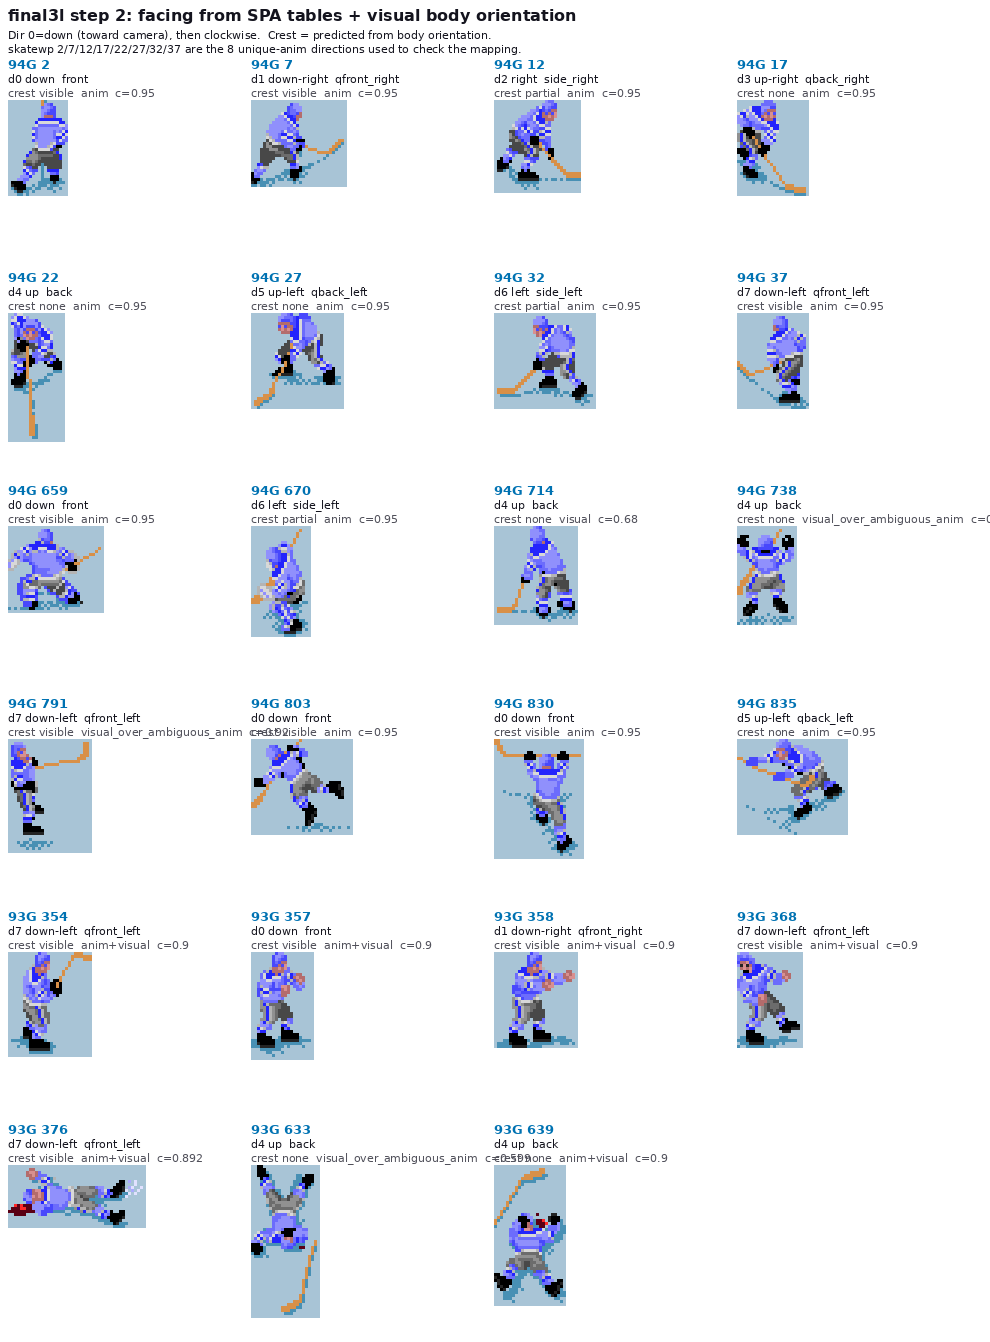 final3l step 2: facing from SPA tables + visual body orientation
Dir 0=down (toward camera), then clockwise.  Crest = predicted from body orientation.
skatewp 2/7/12/17/22/27/32/37 are the 8 unique-anim directions used to check the mapping.
94G 2
d0 down  front
crest visible  anim  c=0.95
94G 7
d1 down-right  qfront_right
crest visible  anim  c=0.95
94G 12
d2 right  side_right
crest partial  anim  c=0.95
94G 17
d3 up-right  qback_right
crest none  anim  c=0.95
94G 22
d4 up  back
crest none  anim  c=0.95
94G 27
d5 up-left  qback_left
crest none  anim  c=0.95
94G 32
d6 left  side_left
crest partial  anim  c=0.95
94G 37
d7 down-left  qfront_left
crest visible  anim  c=0.95
94G 659
d0 down  front
crest visible  anim  c=0.95
94G 670
d6 left  side_left
crest partial  anim  c=0.95
94G 714
d4 up  back
crest none  visual  c=0.68
94G 738
d4 up  back
crest none  visual_over_ambiguous_anim
94G 791
d7 down-left  qfront_left
crest visible  visual_over_ambiguous_anim
94G 803
d0 down  front
crest visible  anim  c=0.95
94G 830
d0 down  front
crest visible  anim  c=0.95
94G 835
d5 up-left  qback_left
crest none  anim  c=0.95
93G 354
d7 down-left  qfront_left
crest visible  anim+visual  c=0.9
93G 357
d0 down  front
crest visible  anim+visual  c=0.9
93G 358
d1 down-right  qfront_right
crest visible  anim+visual  c=0.9
93G 368
d7 down-left  qfront_left
crest visible  anim+visual  c=0.9
93G 376
d7 down-left  qfront_left
crest visible  anim+visual  c=0.892
93G 633
d4 up  back
crest none  visual_over_ambiguous_anim
93G 639
d4 up  back
crest none  anim+visual  c=0.9